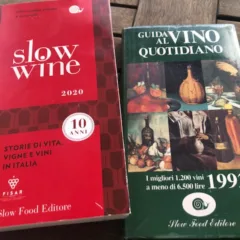 slow
wine
2020
10
ANNI
STORIE DI VITA,
VIGNE E VINI
IN ITALIA
FISAR
Slow Food Editore
GUIDA
AL VINO
QUOTIDIANO
I migliori 1.200 vini
a meno di 6.500 lire
1993
Slow Food Editore